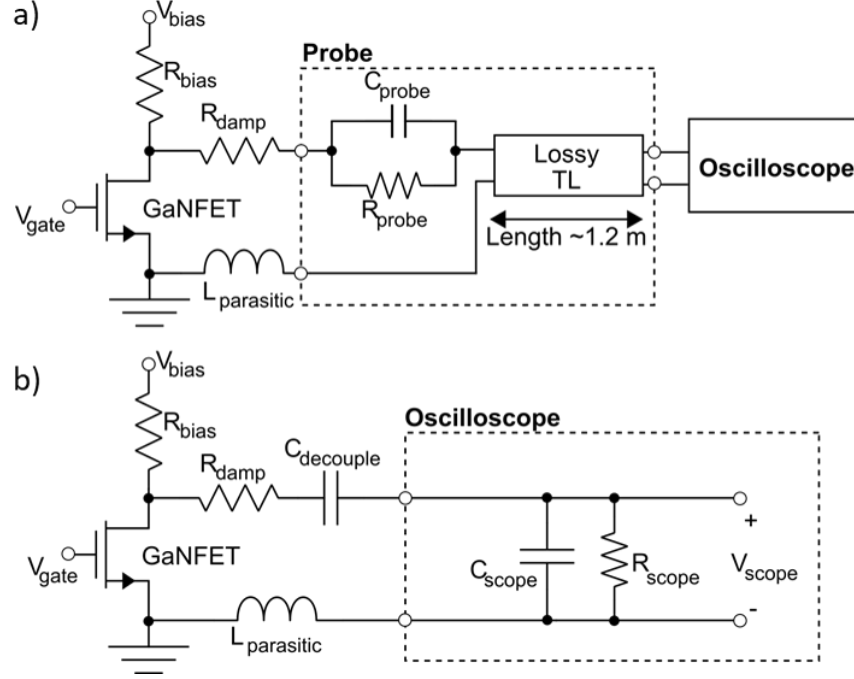 a)
Vbias
Rbias
Probe
Cprobe
Rdamp
Lossy
TL
Oscilloscope
Vgate
GaNFET
Rprobe
Length ~1.2 m
Lparasitic
b)
Vbias
Rbias
Oscilloscope
Cdecouple
Rdamp
+
Vgate
GaNFET
Cscope
Rscope
Vscope
-
Lparasitic